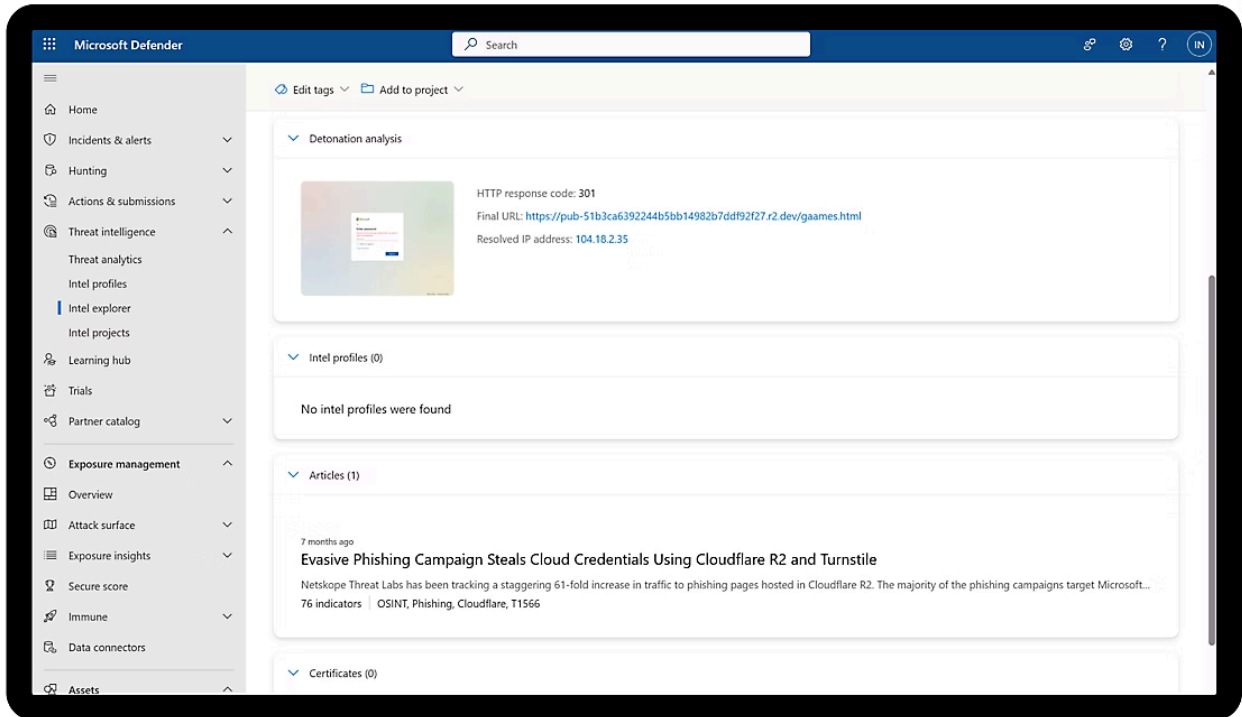 Microsoft Defender
Search
IN
Edit tags
Add to project
Home
Incidents & alerts
Hunting
Actions & submissions
Threat intelligence
Threat analytics
Intel profiles
Intel explorer
Intel projects
Learning hub
Trials
Partner catalog
Exposure management
Overview
Attack surface
Exposure insights
Secure score
Immune
Data connectors
Assets
Detonation analysis
HTTP response code: 301
Final URL: https://pub-51b3ca6392244b5bb14982b7ddf92f27.r2.dev/gaames.html
Resolved IP address: 104.18.2.35
Intel profiles (0)
No intel profiles were found
Articles (1)
7 months ago
Evasive Phishing Campaign Steals Cloud Credentials Using Cloudflare R2 and Turnstile
Netskope Threat Labs has been tracking a staggering 61-fold increase in traffic to phishing pages hosted in Cloudflare R2. The majority of the phishing campaigns target Microsoft...
76 indicators | OSINT, Phishing, Cloudflare, T1566
Certificates (0)